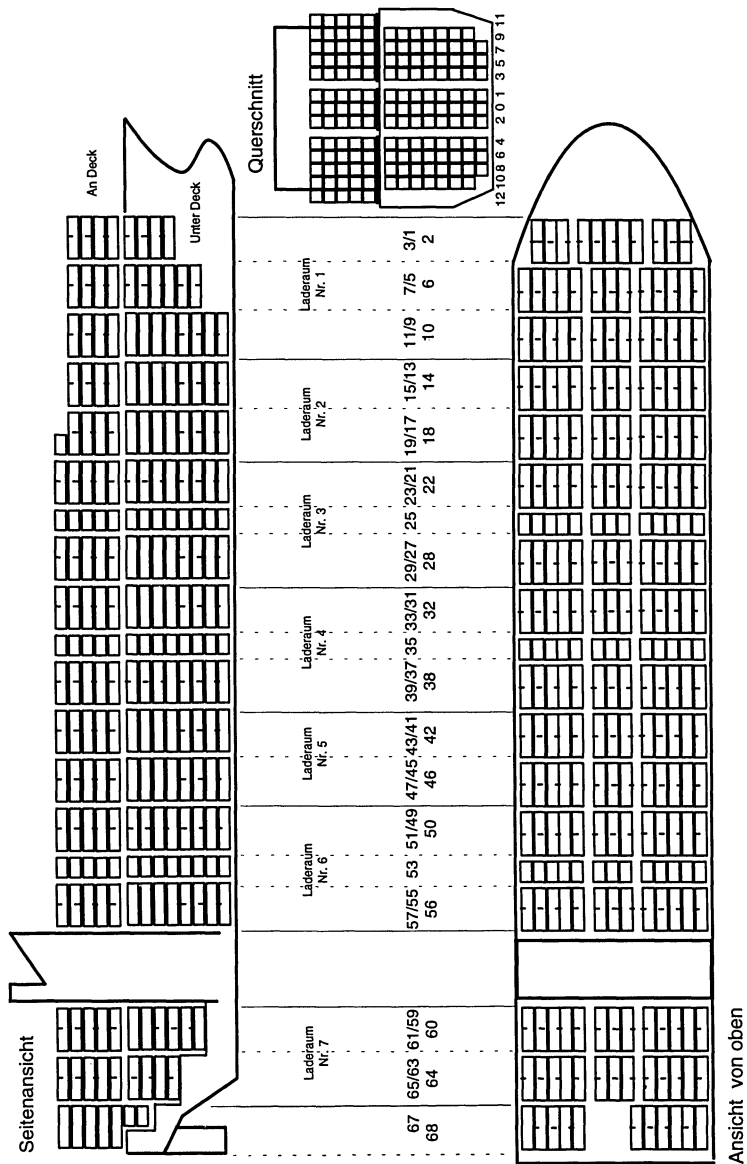 Seitenansicht
An Deck
Unter Deck
Querschnitt
12 10 8 6 4 2 0 1 3 5 7 9 11
Laderaum
Nr. 7
Laderaum
Nr. 6
Laderaum
Nr. 5
Laderaum
Nr. 4
Laderaum
Nr. 3
Laderaum
Nr. 2
Laderaum
Nr. 1
67 65/63 61/59 57/55 53 51/49 47/45 43/41 39/37 35 33/31 29/27 25 23/21 19/17 15/13 11/9 7/5 3/1
68 64 60 56 50 46 42 38 32 28 22 18 14 10 6 2
Ansicht von oben